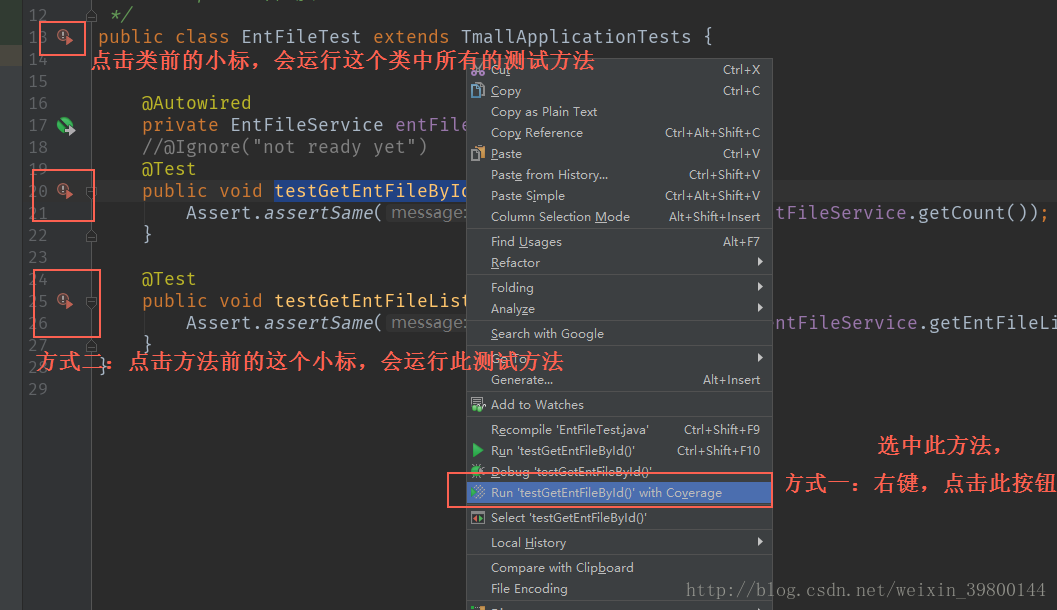 12 */
13 public class EntFileTest extends TmallApplicationTests {
点击类前的小标，会运行这个类中所有的测试方法
14
15
16 @Autowired
17 private EntFileService entFile
18 //@Ignore("not ready yet")
19 @Test
20 public void testGetEntFileById
21 Assert.assertSame( message: tFileService.getCount());
22 }
23
24 @Test
25 public void testGetEntFileList
26 Assert.assertSame( message: ntFileService.getEntFileLi
27 }
方式二：点击方法前的这个小标，会运行此测试方法
28 }
29
Cut Ctrl+X
Copy Ctrl+C
Copy as Plain Text
Copy Reference Ctrl+Alt+Shift+C
Paste Ctrl+V
Paste from History... Ctrl+Shift+V
Paste Simple Ctrl+Alt+Shift+V
Column Selection Mode Alt+Shift+Insert
Find Usages Alt+F7
Refactor
Folding
Analyze
Search with Google
Go To
Generate... Alt+Insert
Add to Watches
Recompile 'EntFileTest.java' Ctrl+Shift+F9
Run 'testGetEntFileById()' Ctrl+Shift+F10
Debug 'testGetEntFileById()'
Run 'testGetEntFileById()' with Coverage
Select 'testGetEntFileById()'
Local History
Compare with Clipboard
File Encoding
选中此方法，
方式一：右键，点击此按钮
http://blog.csdn.net/weixin_39800144